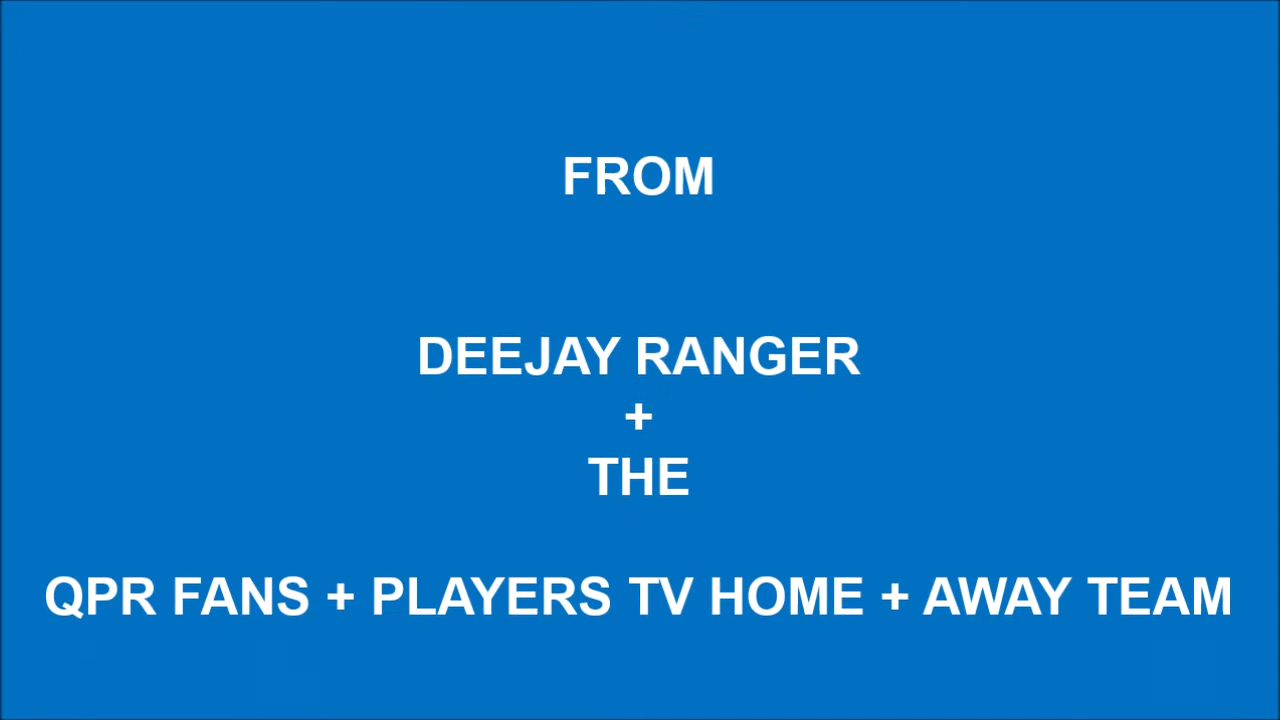 FROM
DEEJAY RANGER
+
THE
QPR FANS + PLAYERS TV HOME + AWAY TEAM